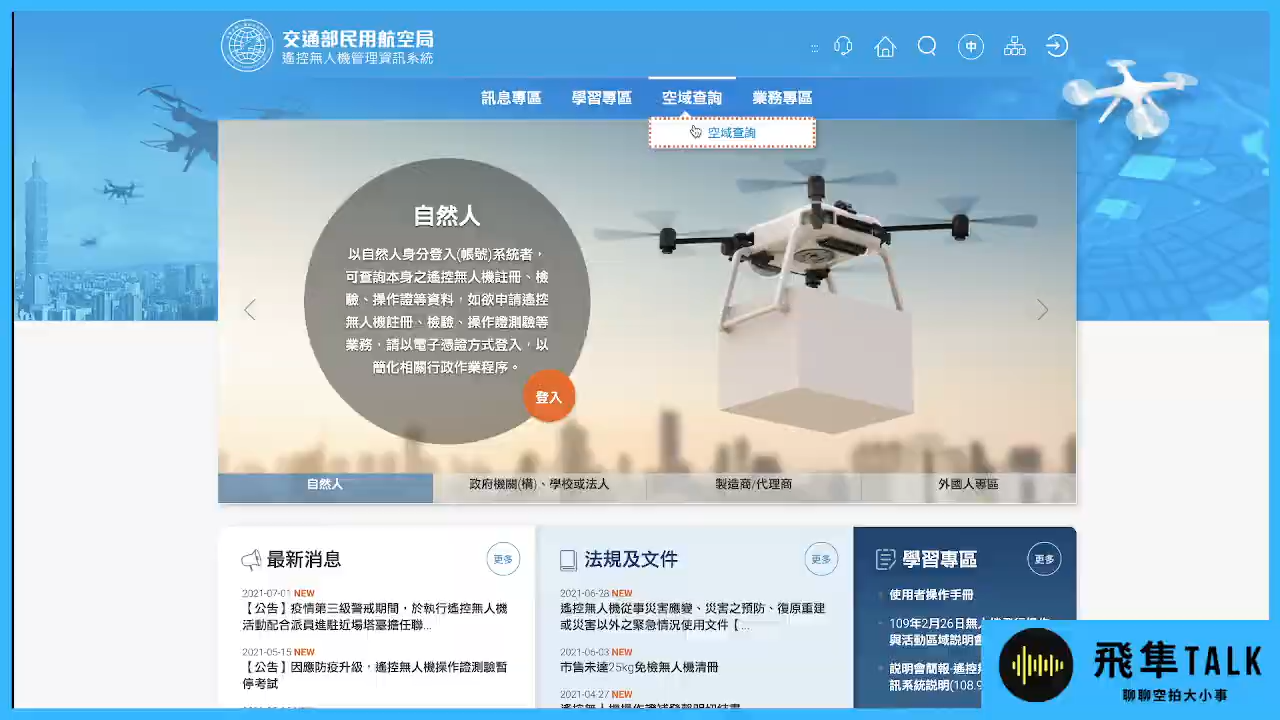 交通部民用航空局
遙控無人機管理資訊系統
:::
中
訊息專區
學習專區
空域查詢
業務專區
空域查詢
自然人
以自然人身分登入(帳號)系統者，
可查詢本身之遙控無人機註冊、檢
驗、操作證等資料，如欲申請遙控
無人機註冊、檢驗、操作證測驗等
業務，請以電子憑證方式登入，以
簡化相關行政作業程序。
登入
自然人
政府機關(構)、學校或法人
製造商/代理商
外國人專區
最新消息
更多
2021-07-01 NEW
【公告】疫情第三級警戒期間，於執行遙控無人機
活動配合派員進駐近場塔臺擔任聯...
2021-05-15 NEW
【公告】因應防疫升級，遙控無人機操作證測驗暫
停考試
法規及文件
更多
2021-06-28 NEW
遙控無人機從事災害應變、災害之預防、復原重建
或災害以外之緊急情況使用文件【...
2021-06-03 NEW
市售未達25kg免檢無人機清冊
2021-04-27 NEW
學習專區
更多
使用者操作手冊
109年2月26日無人機飛行操作
與活動區域說明會
說明會簡報-遙控
訊系統說明(108.9
飛隼TALK
聊聊空拍大小事